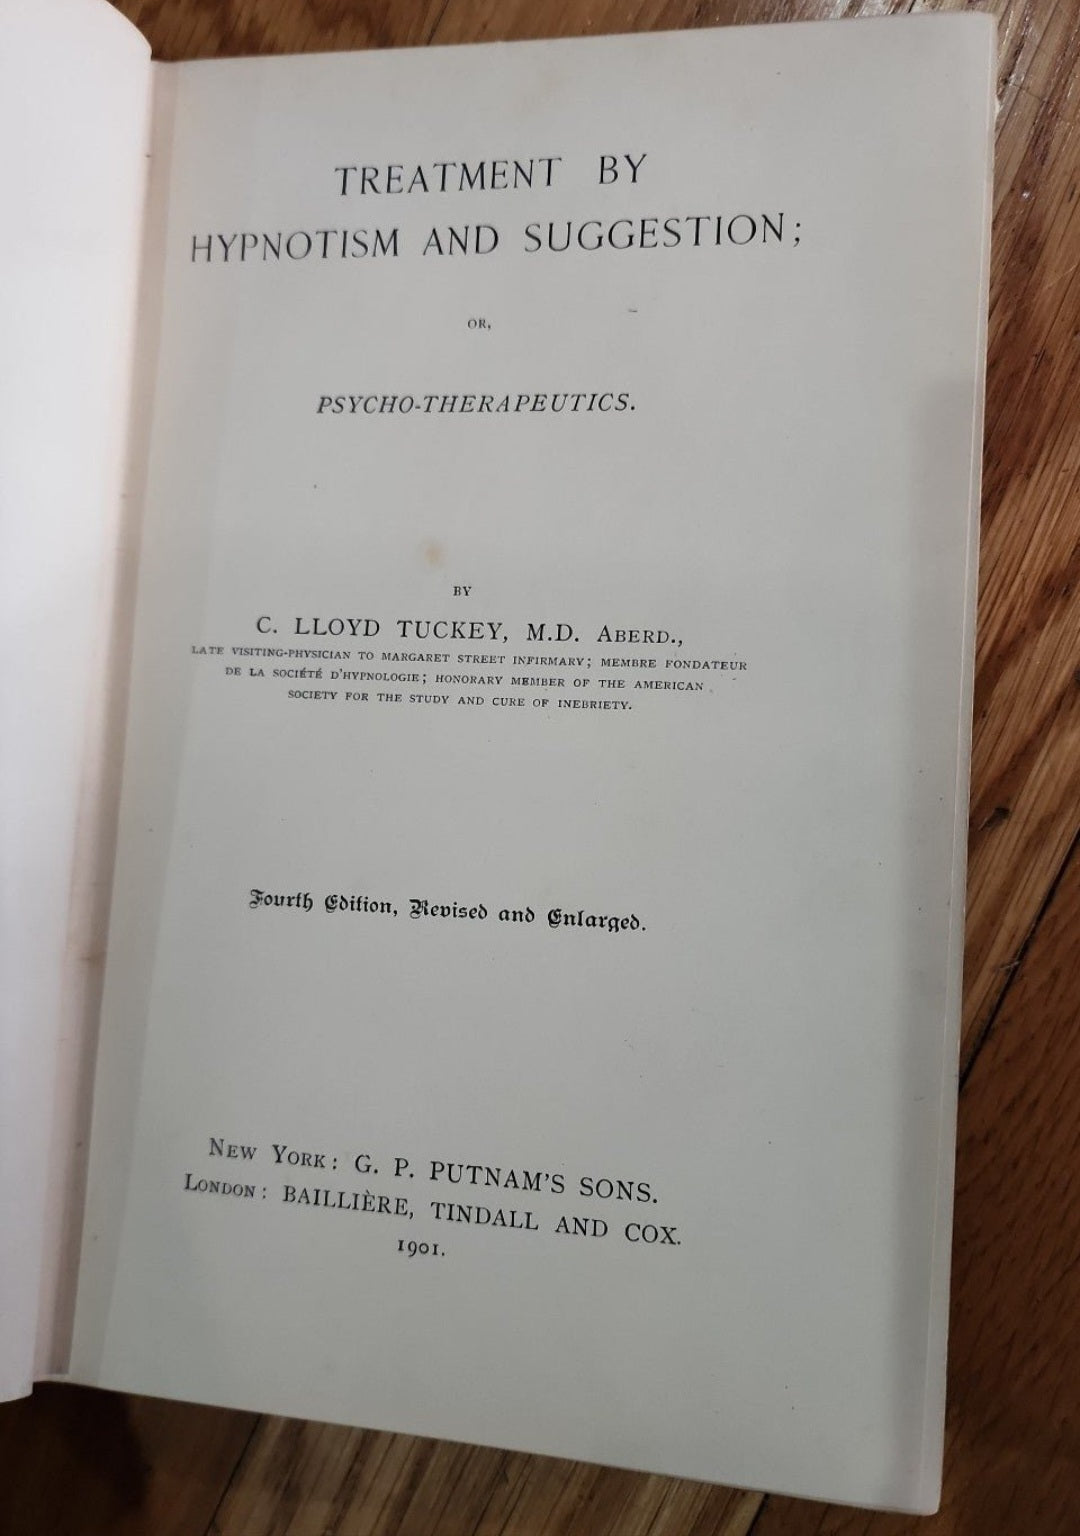 TREATMENT BY
HYPNOTISM AND SUGGESTION;
OR,
PSYCHO-THERAPEUTICS.
BY
C. LLOYD TUCKEY, M.D. ABERD.,
LATE VISITING-PHYSICIAN TO MARGARET STREET INFIRMARY; MEMBRE FONDATEUR
DE LA SOCIÉTÉ D'HYPNOLOGIE; HONORARY MEMBER OF THE AMERICAN
SOCIETY FOR THE STUDY AND CURE OF INEBRIETY.
Fourth Edition, Revised and Enlarged.
NEW YORK: G. P. PUTNAM'S SONS.
LONDON: BAILLIÈRE, TINDALL AND COX.
1901.